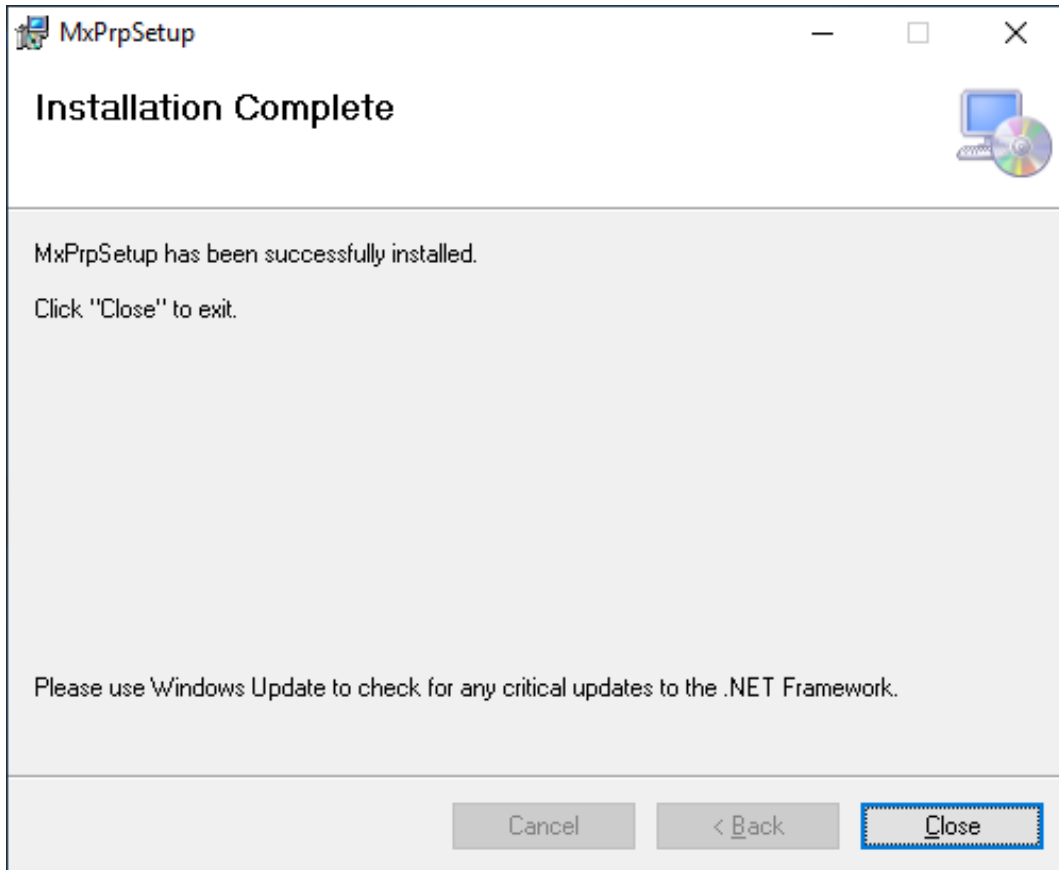 MxPrpSetup
Installation Complete
MxPrpSetup has been successfully installed.
Click "Close" to exit.
Please use Windows Update to check for any critical updates to the .NET Framework.
Cancel
< Back
Close